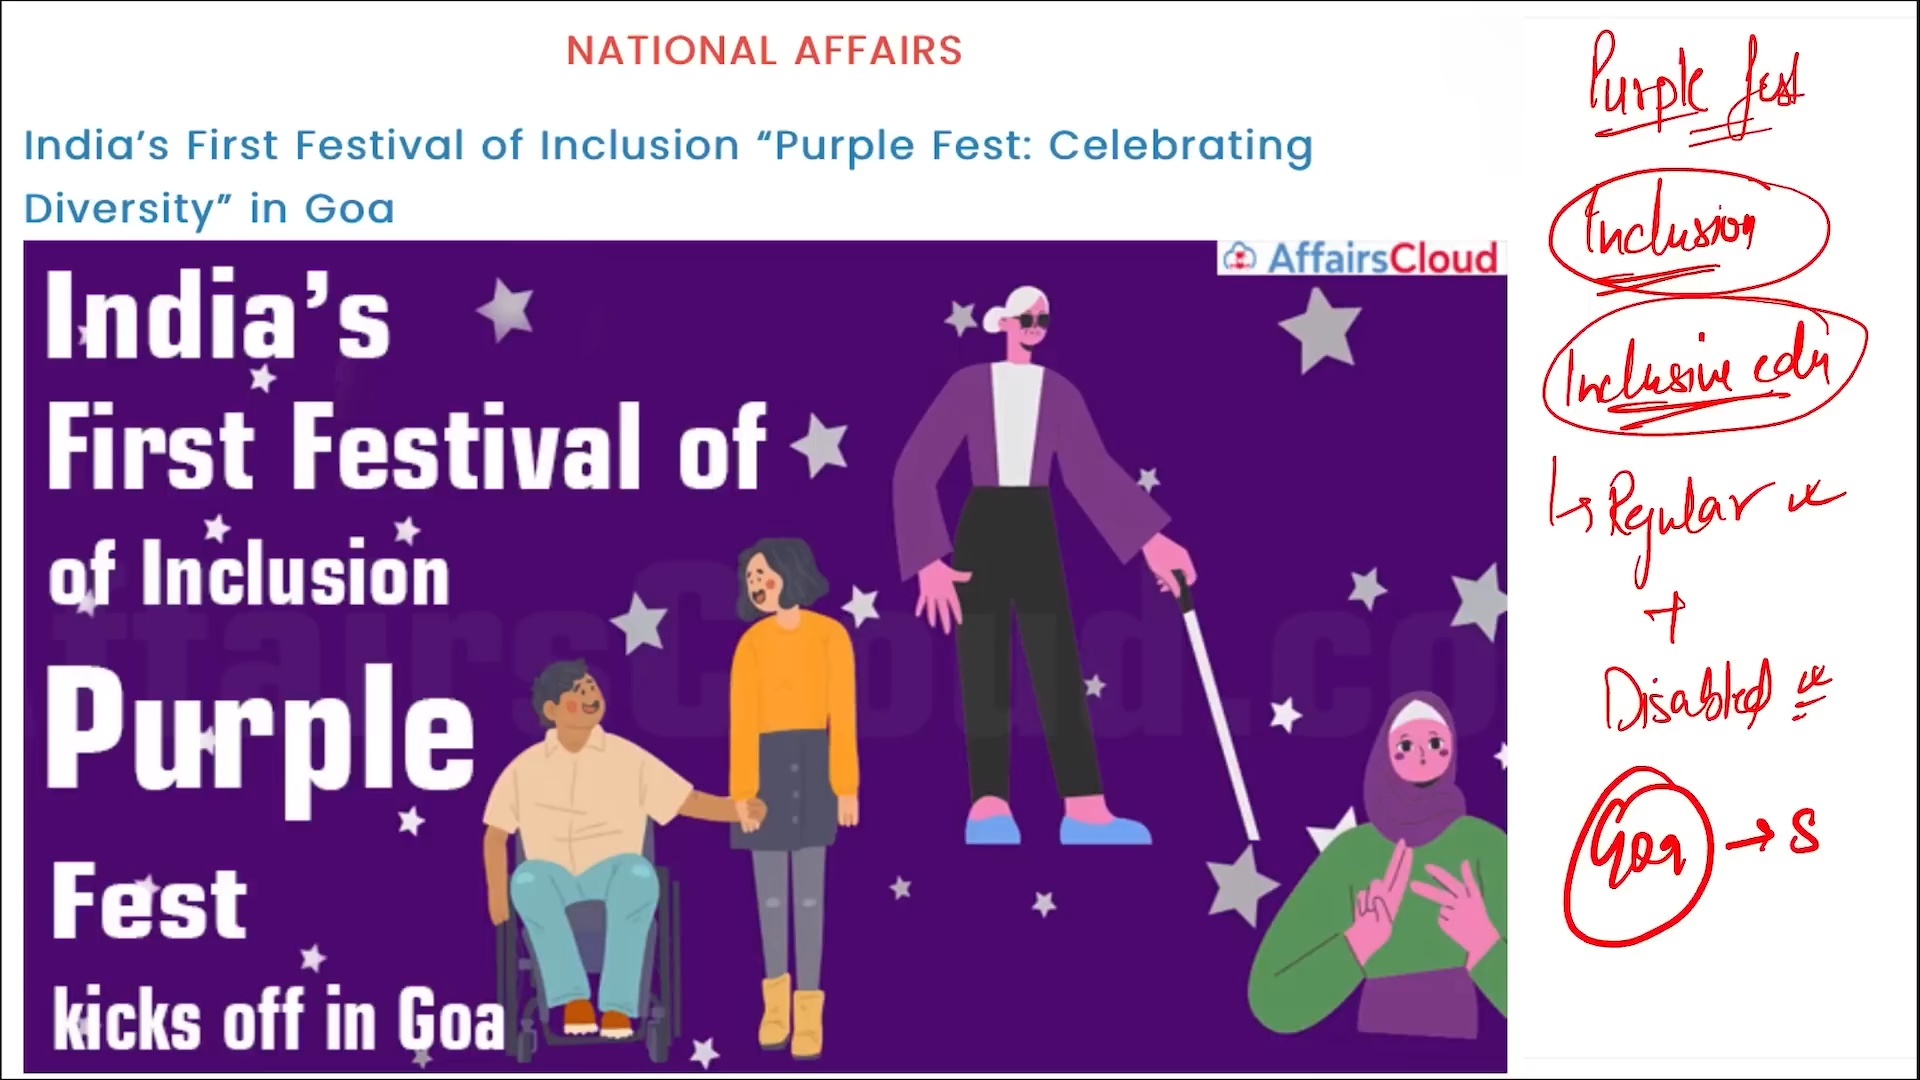 NATIONAL AFFAIRS
India’s First Festival of Inclusion “Purple Fest: Celebrating
Diversity” in Goa
AffairsCloud
India’s
First Festival of
of Inclusion
Purple
Fest
kicks off in Goa
Purple fest
Inclusion
Inclusive edu
Regular
+
Disabled
Goa → S